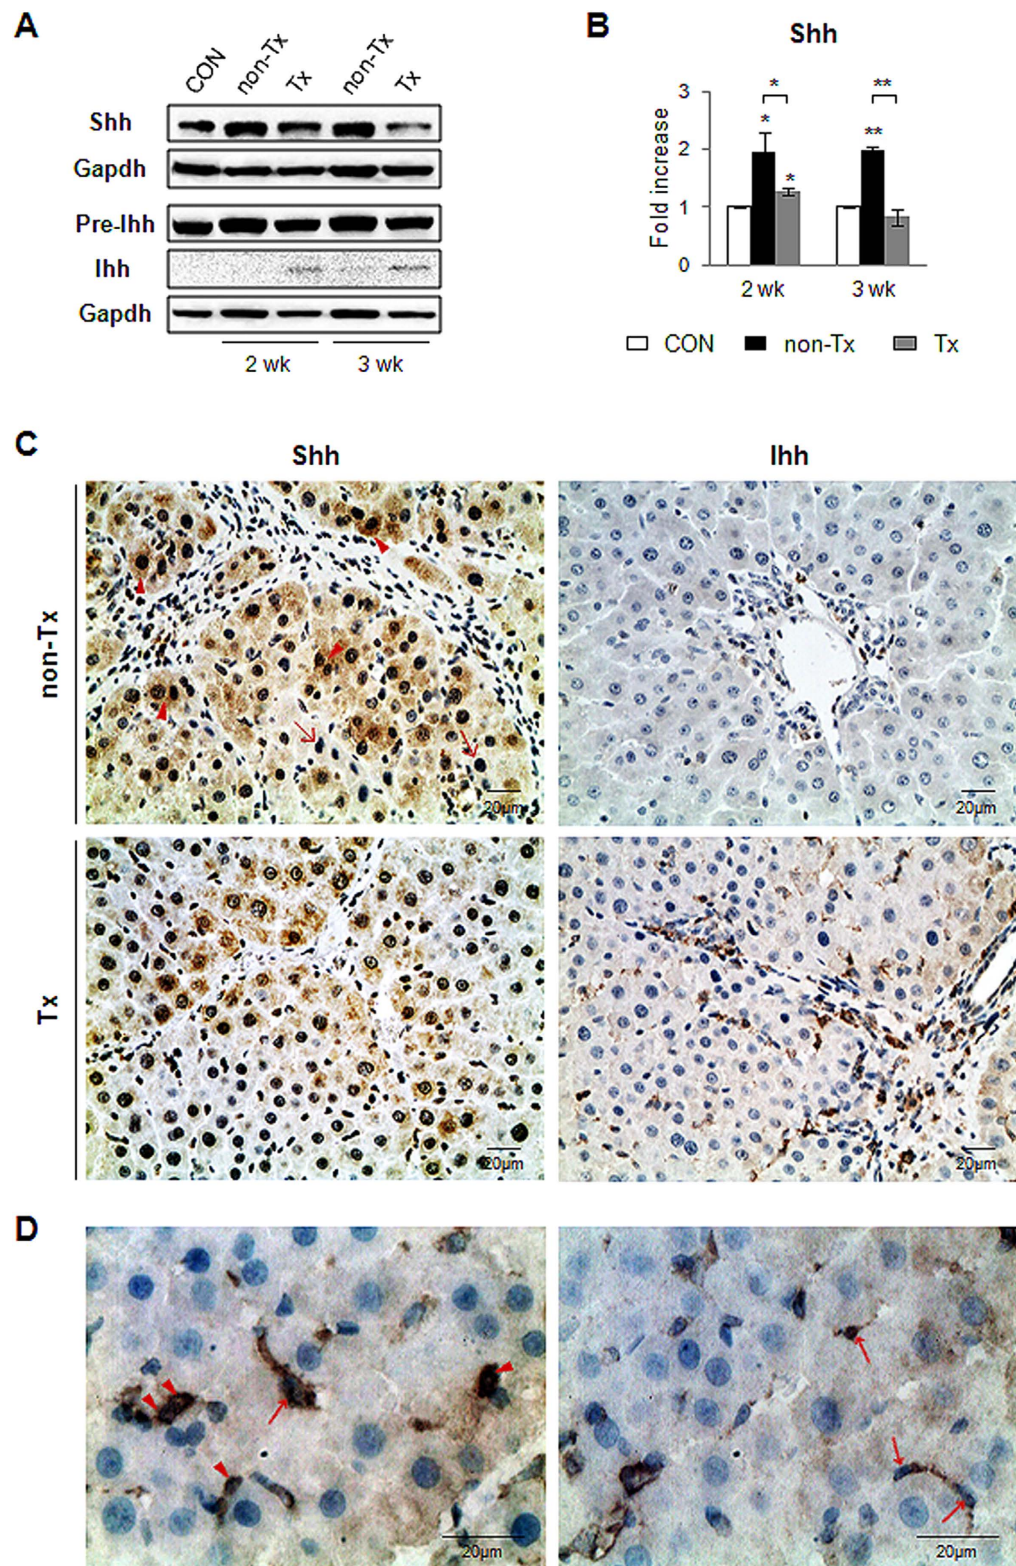 A
CON non-Tx Tx non-Tx Tx
Shh
Gapdh
Pre-Ihh
Ihh
Gapdh
2 wk 3 wk
B
Shh
Fold increase
3
2
1
0
* **
* * **
2 wk 3 wk
CON non-Tx Tx
C
Shh Ihh
non-Tx
20μm 20μm
Tx
20μm 20μm
D
20μm 20μm